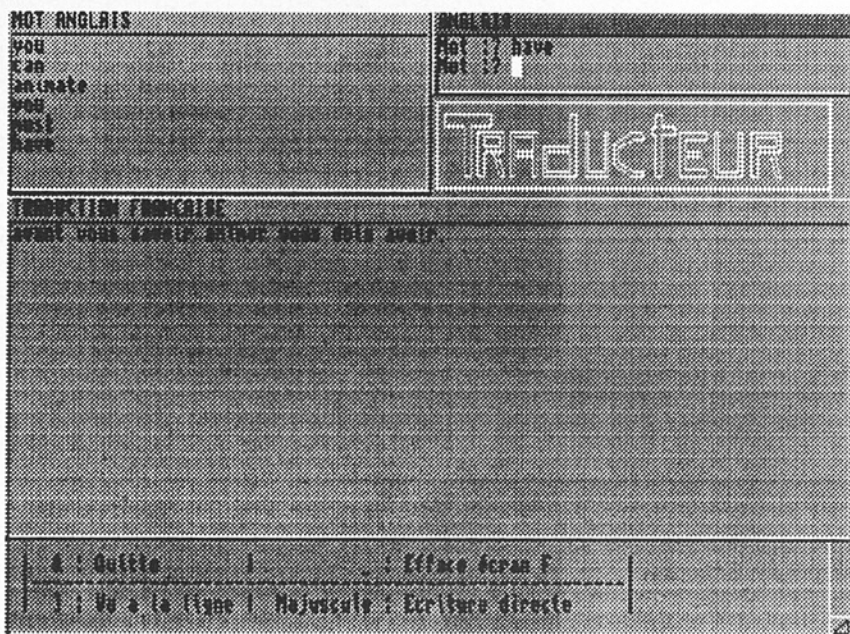 MOT ANGLAIS
you
can
animate
you
must
have
ANGLAIS
Mot :? have
Mot :?
TRADUCTEUR
TRADUCTION FRANCAISE
avant vous savoir animer vous dois avoir.
& : Quitte | _ : Efface écran F
] : Va a la ligne | Majuscule : Ecriture directe